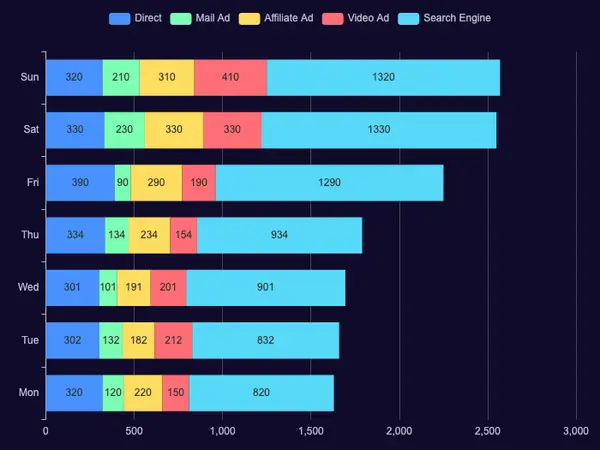 Direct Mail Ad Affiliate Ad Video Ad Search Engine
Sun 320 210 310 410 1320
Sat 330 230 330 330 1330
Fri 390 90 290 190 1290
Thu 334 134 234 154 934
Wed 301 101 191 201 901
Tue 302 132 182 212 832
Mon 320 120 220 150 820
0 500 1,000 1,500 2,000 2,500 3,000